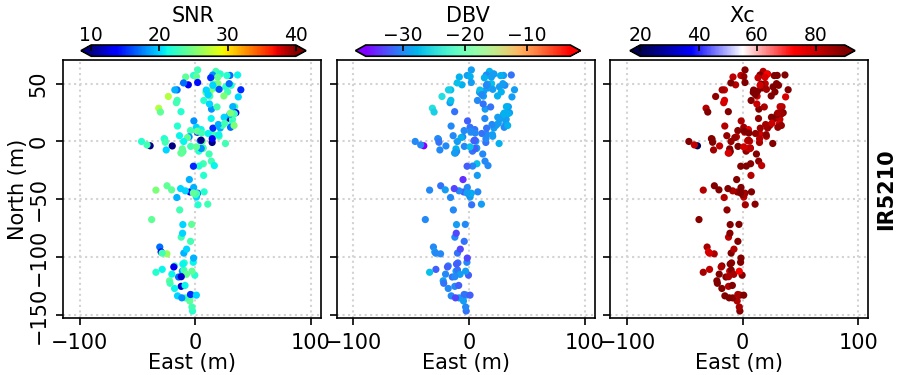 SNR DBV Xc
10 20 30 40 −30 −20 −10 20 40 60 80
50
0
−50
−100
−150
North (m)
−100 0 100 −100 0 100 −100 0 100
East (m) East (m) East (m)
IR5210